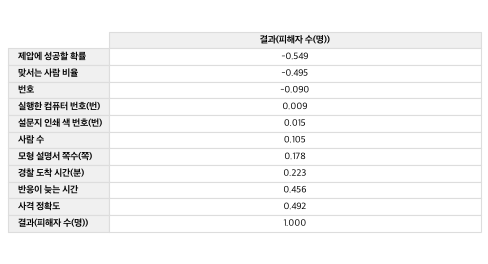 결과(피해자 수(명))
제압에 성공할 확률 -0.549
맞서는 사람 비율 -0.495
번호 -0.090
실행한 컴퓨터 번호(번) 0.009
설문지 인쇄 색 번호(번) 0.015
사람 수 0.105
모형 설명서 쪽수(쪽) 0.178
경찰 도착 시간(분) 0.223
반응이 늦는 시간 0.456
사격 정확도 0.492
결과(피해자 수(명)) 1.000